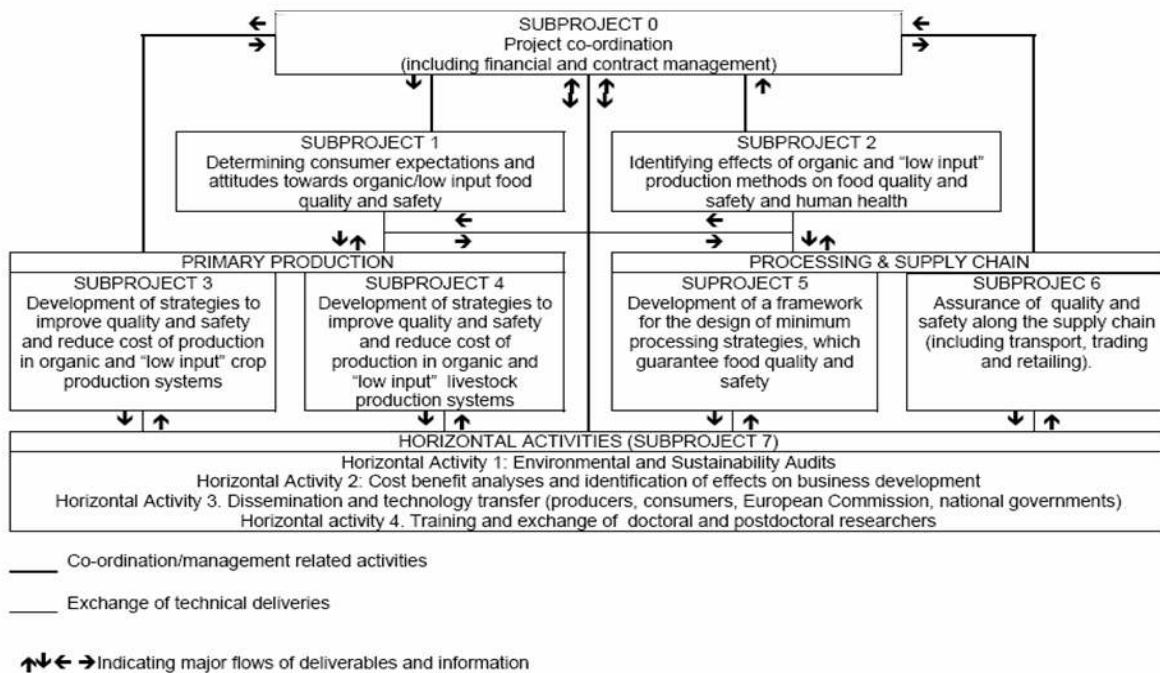 SUBPROJECT 0
Project co-ordination
(including financial and contract management)
SUBPROJECT 1
Determining consumer expectations and
attitudes towards organic/low input food
quality and safety
SUBPROJECT 2
Identifying effects of organic and “low input”
production methods on food quality and
safety and human health
PRIMARY PRODUCTION
SUBPROJECT 3
Development of strategies to
improve quality and safety
and reduce cost of production
in organic and “low input” crop
production systems
SUBPROJECT 4
Development of strategies to
improve quality and safety
and reduce cost of
production in organic and
“low input” livestock
production systems
PROCESSING & SUPPLY CHAIN
SUPROJECT 5
Development of a framework
for the design of minimum
processing strategies, which
guarantee food quality and
safety
SUBPROJEC 6
Assurance of quality and
safety along the supply chain
(including transport, trading
and retailing).
HORIZONTAL ACTIVITIES (SUBPROJECT 7)
Horizontal Activity 1: Environmental and Sustainability Audits
Horizontal Activity 2: Cost benefit analyses and identification of effects on business development
Horizontal Activity 3. Dissemination and technology transfer (producers, consumers, European Commission, national governments)
Horizontal activity 4. Training and exchange of doctoral and postdoctoral researchers
Co-ordination/management related activities
Exchange of technical deliveries
Indicating major flows of deliverables and information